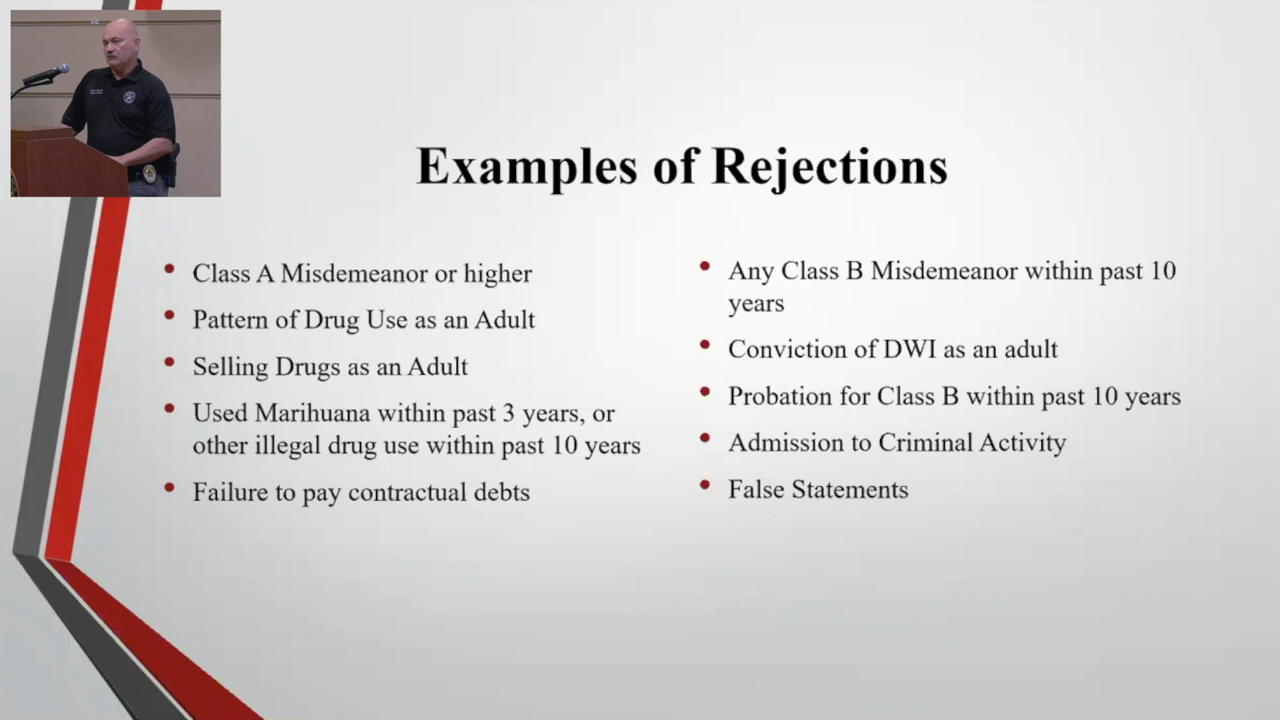 Examples of Rejections
Class A Misdemeanor or higher
Pattern of Drug Use as an Adult
Selling Drugs as an Adult
Used Marihuana within past 3 years, or
other illegal drug use within past 10 years
Failure to pay contractual debts
Any Class B Misdemeanor within past 10
years
Conviction of DWI as an adult
Probation for Class B within past 10 years
Admission to Criminal Activity
False Statements